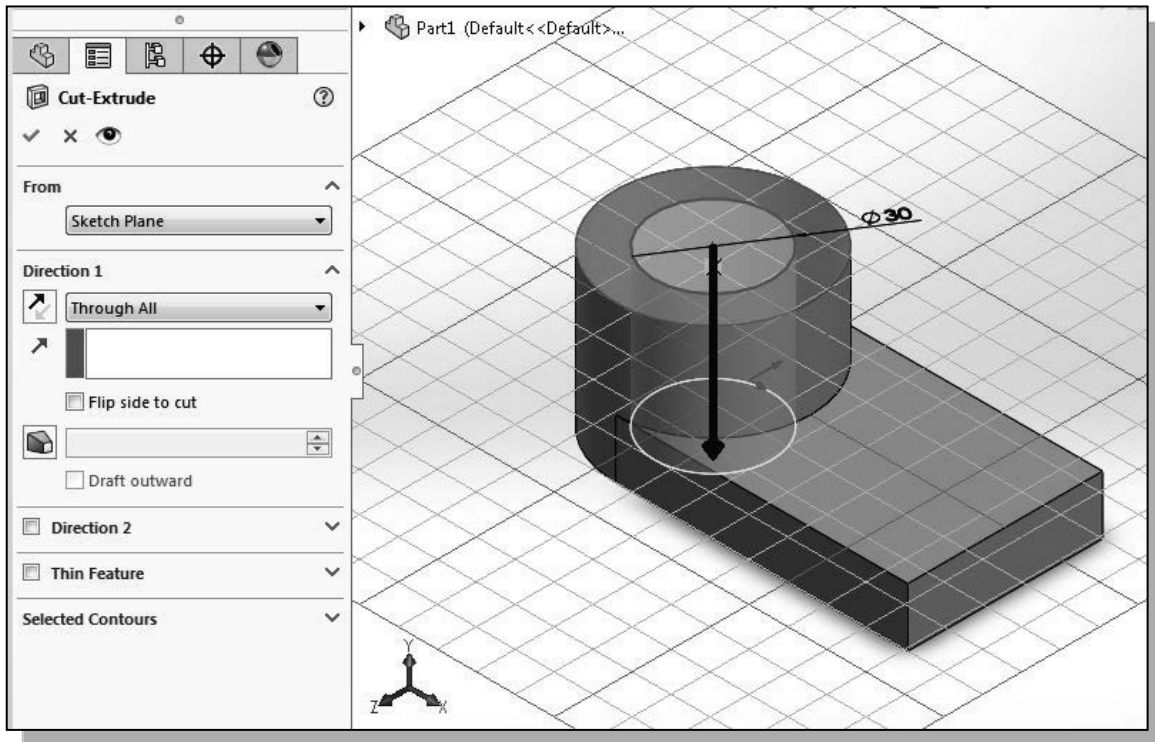 Part1 (Default<<Default>...
Cut-Extrude
From
Sketch Plane
Direction 1
Through All
Flip side to cut
Draft outward
Direction 2
Thin Feature
Selected Contours
Ø30
Y
Z
X